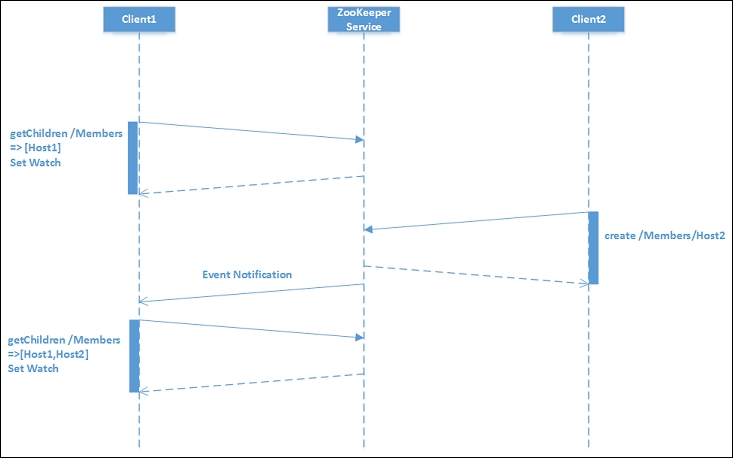 Client1
ZooKeeper
Service
Client2
getChildren /Members
=> [Host1]
Set Watch
create /Members/Host2
Event Notification
getChildren /Members
=>[Host1,Host2]
Set Watch